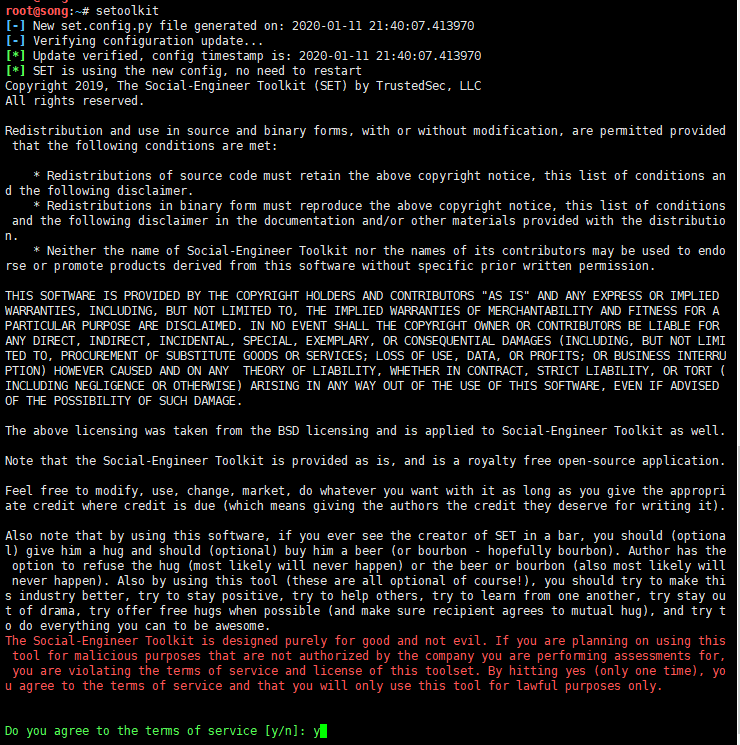 root@song:~# setoolkit
[-] New set.config.py file generated on: 2020-01-11 21:40:07.413970
[-] Verifying configuration update...
[*] Update verified, config timestamp is: 2020-01-11 21:40:07.413970
[*] SET is using the new config, no need to restart
Copyright 2019, The Social-Engineer Toolkit (SET) by TrustedSec, LLC
All rights reserved.

Redistribution and use in source and binary forms, with or without modification, are permitted provided
 that the following conditions are met:

    * Redistributions of source code must retain the above copyright notice, this list of conditions an
d the following disclaimer.
    * Redistributions in binary form must reproduce the above copyright notice, this list of conditions
 and the following disclaimer in the documentation and/or other materials provided with the distributio
n.
    * Neither the name of Social-Engineer Toolkit nor the names of its contributors may be used to endo
rse or promote products derived from this software without specific prior written permission.

THIS SOFTWARE IS PROVIDED BY THE COPYRIGHT HOLDERS AND CONTRIBUTORS "AS IS" AND ANY EXPRESS OR IMPLIED
WARRANTIES, INCLUDING, BUT NOT LIMITED TO, THE IMPLIED WARRANTIES OF MERCHANTABILITY AND FITNESS FOR A
PARTICULAR PURPOSE ARE DISCLAIMED. IN NO EVENT SHALL THE COPYRIGHT OWNER OR CONTRIBUTORS BE LIABLE FOR
ANY DIRECT, INDIRECT, INCIDENTAL, SPECIAL, EXEMPLARY, OR CONSEQUENTIAL DAMAGES (INCLUDING, BUT NOT LIMI
TED TO, PROCUREMENT OF SUBSTITUTE GOODS OR SERVICES; LOSS OF USE, DATA, OR PROFITS; OR BUSINESS INTERRU
PTION) HOWEVER CAUSED AND ON ANY  THEORY OF LIABILITY, WHETHER IN CONTRACT, STRICT LIABILITY, OR TORT (
INCLUDING NEGLIGENCE OR OTHERWISE) ARISING IN ANY WAY OUT OF THE USE OF THIS SOFTWARE, EVEN IF ADVISED
OF THE POSSIBILITY OF SUCH DAMAGE.

The above licensing was taken from the BSD licensing and is applied to Social-Engineer Toolkit as well.

Note that the Social-Engineer Toolkit is provided as is, and is a royalty free open-source application.

Feel free to modify, use, change, market, do whatever you want with it as long as you give the appropri
ate credit where credit is due (which means giving the authors the credit they deserve for writing it).

Also note that by using this software, if you ever see the creator of SET in a bar, you should (optiona
l) give him a hug and should (optional) buy him a beer (or bourbon - hopefully bourbon). Author has the
 option to refuse the hug (most likely will never happen) or the beer or bourbon (also most likely will
 never happen). Also by using this tool (these are all optional of course!), you should try to make thi
s industry better, try to stay positive, try to help others, try to learn from one another, try stay ou
t of drama, try offer free hugs when possible (and make sure recipient agrees to mutual hug), and try t
o do everything you can to be awesome.
The Social-Engineer Toolkit is designed purely for good and not evil. If you are planning on using this
 tool for malicious purposes that are not authorized by the company you are performing assessments for,
 you are violating the terms of service and license of this toolset. By hitting yes (only one time), yo
u agree to the terms of service and that you will only use this tool for lawful purposes only.

Do you agree to the terms of service [y/n]: y